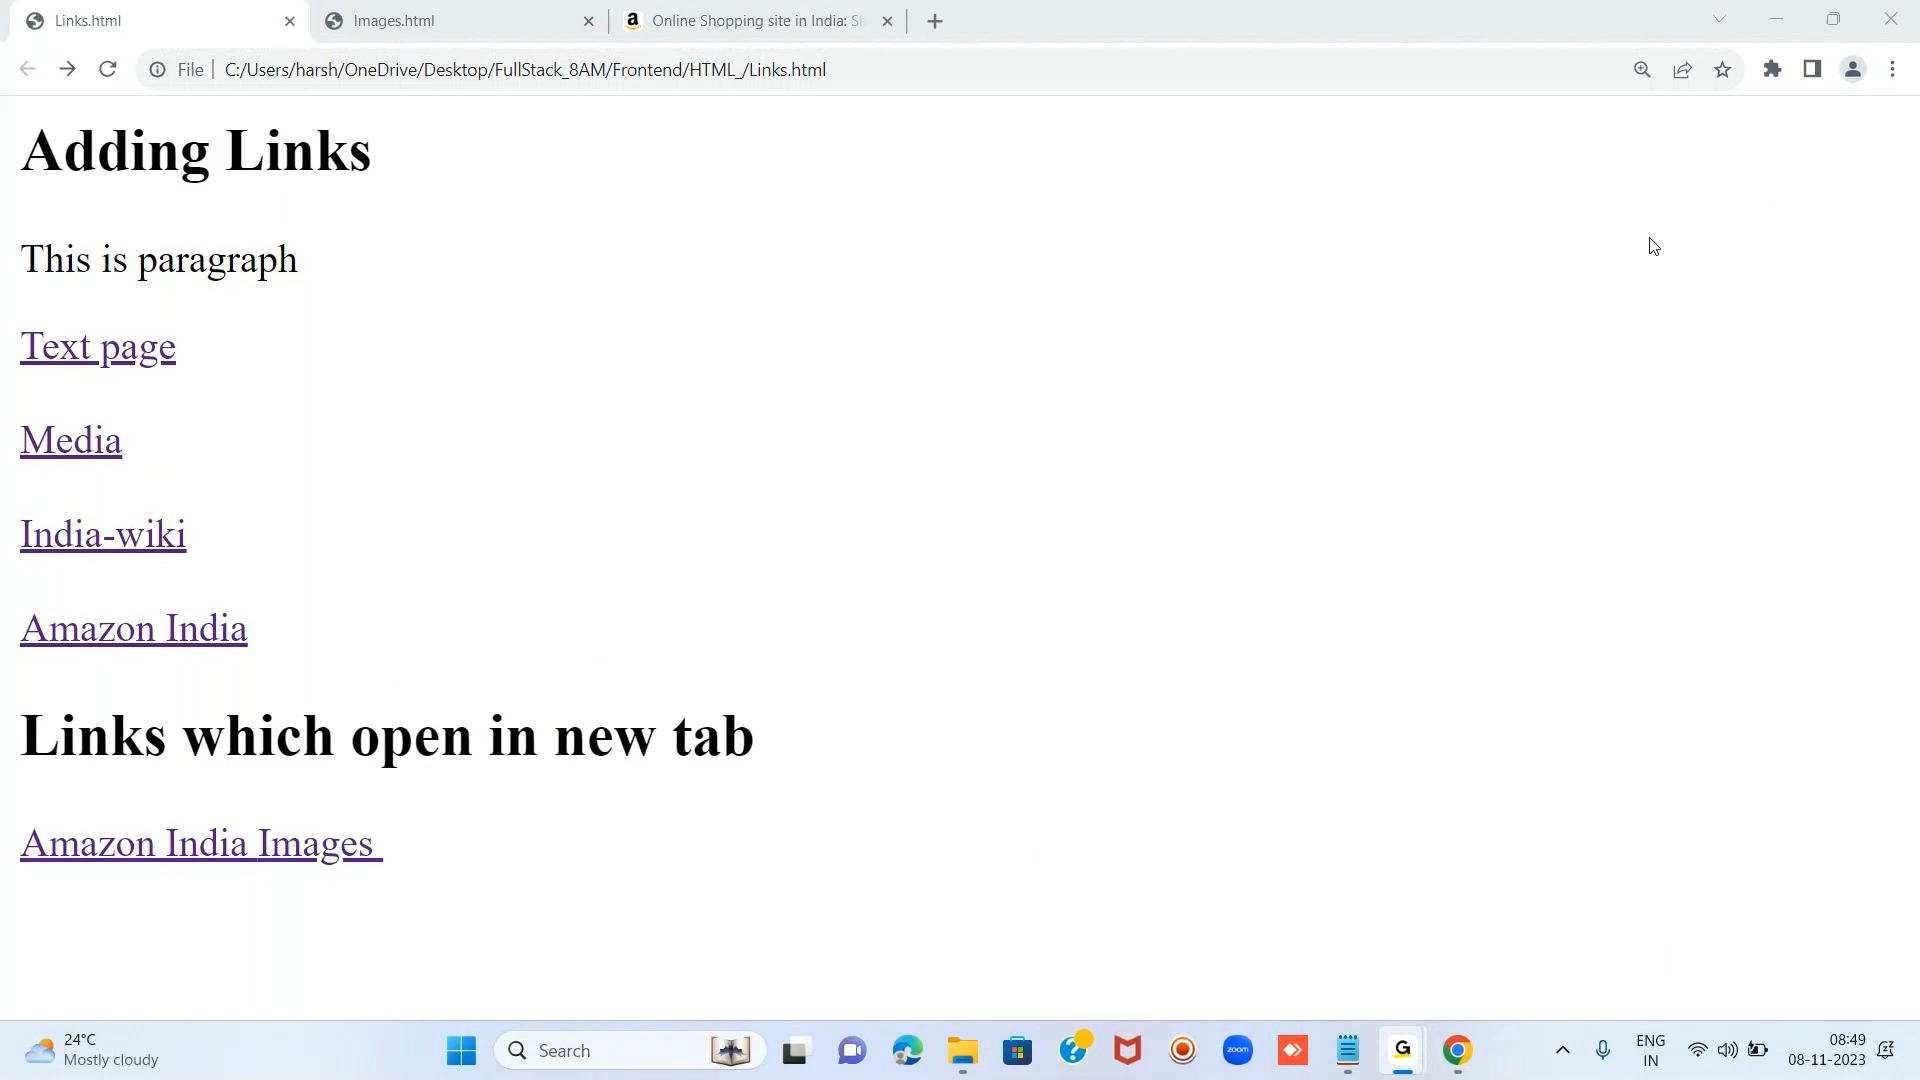 Links.html
Images.html
Online Shopping site in India:
File
C:/Users/harsh/OneDrive/Desktop/FullStack_8AM/Frontend/HTML_/Links.html
Adding Links
This is paragraph
Text page
Media
India-wiki
Amazon India
Links which open in new tab
Amazon India Images
24°C
Mostly cloudy
Search
zoom
G
ENG
IN
08:49
08-11-2023